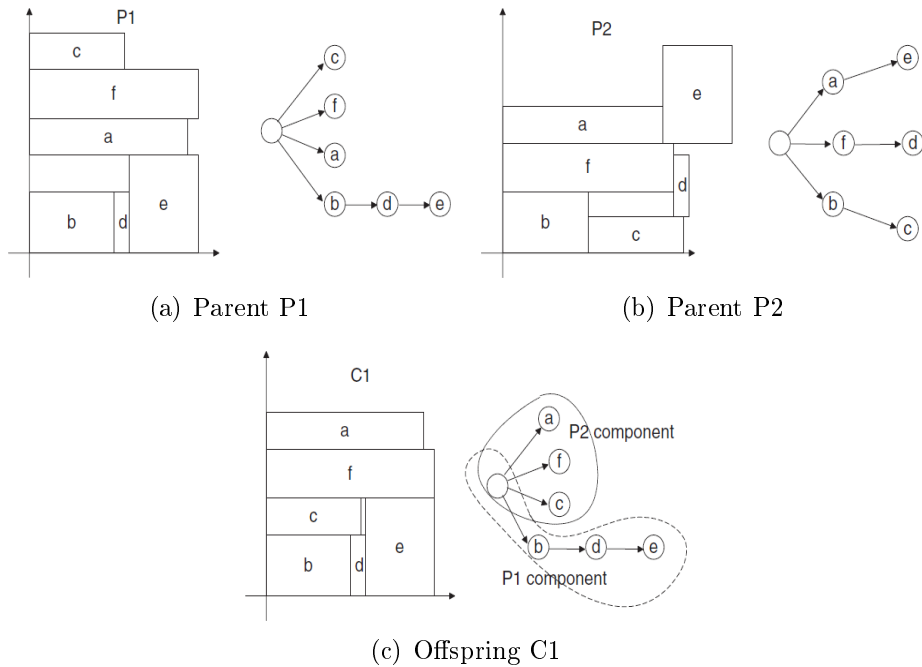 P1
c
f
a
b
d
e
c
f
a
b
d
e
(a) Parent P1
P2
e
a
f
d
b
c
e
a
f
d
b
c
(b) Parent P2
C1
a
f
c
b
d
e
a
P2 component
f
c
b
d
e
P1 component
(c) Offspring C1